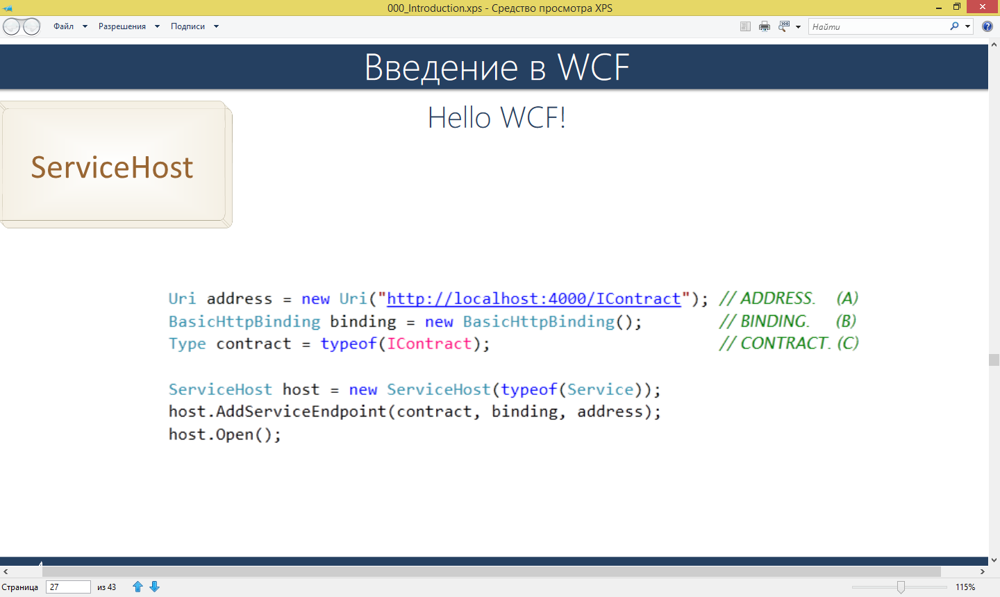 000_Introduction.xps - Средство просмотра XPS
Файл Разрешения Подписи Найти
Введение в WCF
Hello WCF!
ServiceHost
Uri address = new Uri("http://localhost:4000/IContract"); // ADDRESS. (A)
BasicHttpBinding binding = new BasicHttpBinding(); // BINDING. (B)
Type contract = typeof(IContract); // CONTRACT. (C)
ServiceHost host = new ServiceHost(typeof(Service));
host.AddServiceEndpoint(contract, binding, address);
host.Open();
Страница 27 из 43 115%